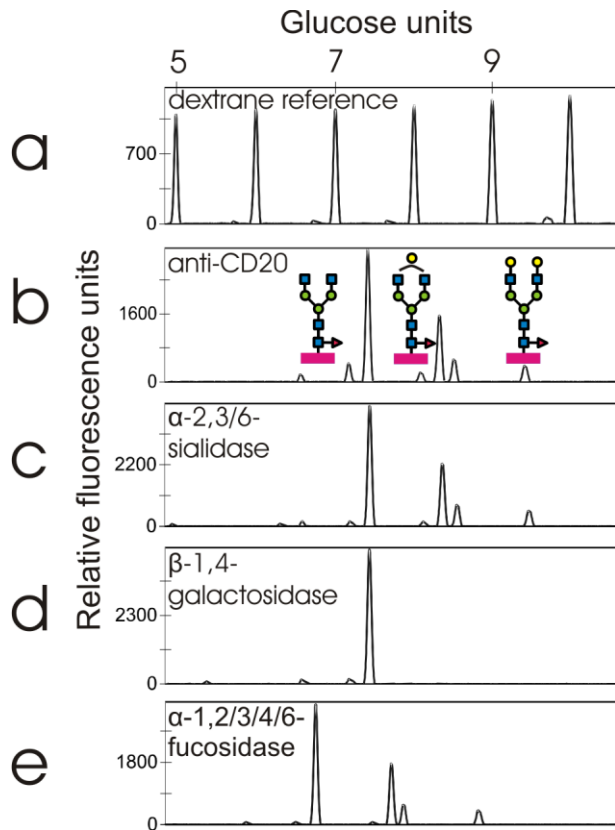 Glucose units
5 7 9
Relative fluorescence units
a
dextrane reference
700
0
b
anti-CD20
1600
0
c
α-2,3/6-
sialidase
2200
0
d
β-1,4-
galactosidase
2300
0
e
α-1,2/3/4/6-
fucosidase
1800
0